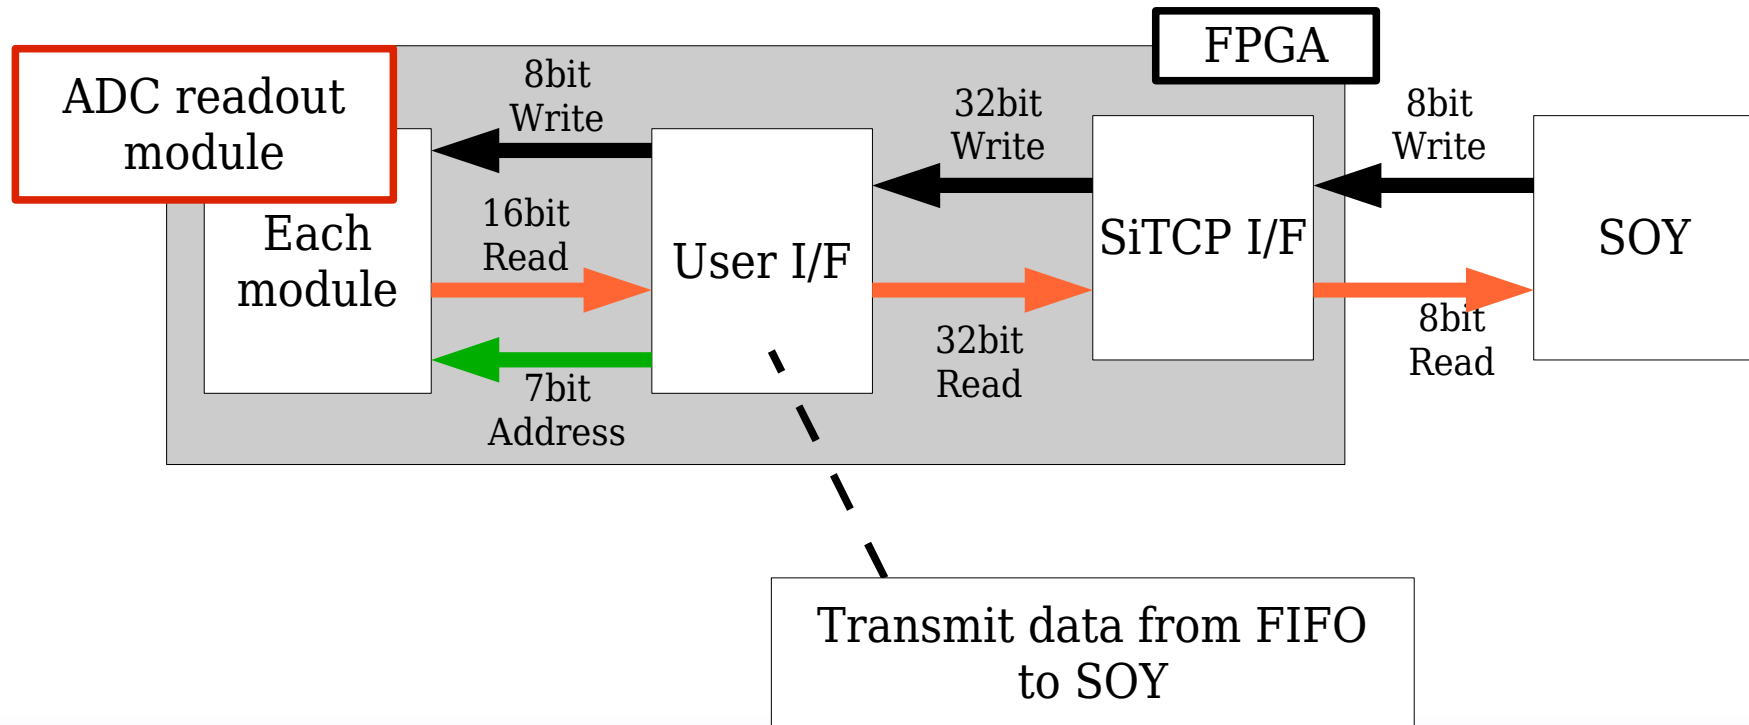 FPGA
ADC readout
module
8bit
Write
32bit
Write
8bit
Write
Each
module
16bit
Read
User I/F
SiTCP I/F
SOY
7bit
Address
32bit
Read
8bit
Read
Transmit data from FIFO
to SOY